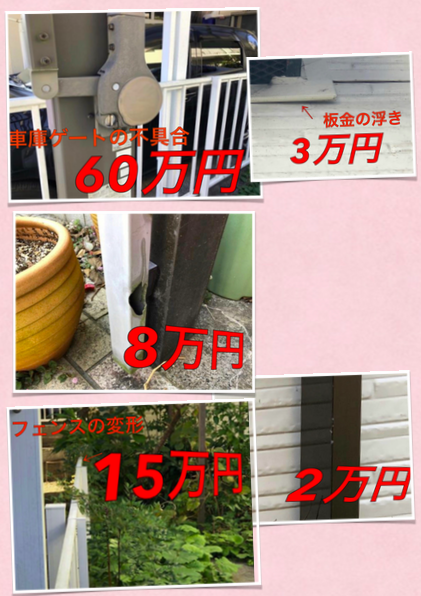 車庫ゲートの不具合
60万円
板金の浮き
3万円
8万円
フェンスの変形
15万円
2万円